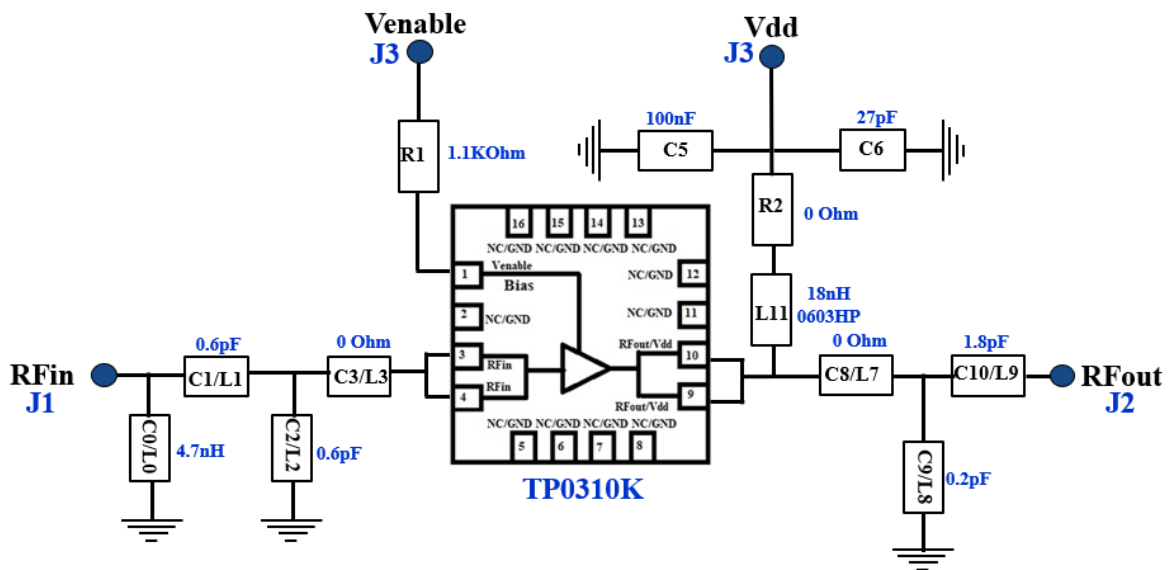 Venable
J3
Vdd
J3
100nF
C5
27pF
C6
R1
1.1KOhm
R2
0 Ohm
16
15
14
13
NC/GND NC/GND NC/GND NC/GND
1
Venable
Bias
NC/GND
12
2
NC/GND
NC/GND
11
L11
18nH
0603HP
3
RFin
RFout/Vdd
10
4
RFin
RFout/Vdd
9
NC/GND NC/GND NC/GND NC/GND
5
6
7
8
TP0310K
RFin
J1
0.6pF
C1/L1
0 Ohm
C3/L3
C0/L0
4.7nH
C2/L2
0.6pF
0 Ohm
C8/L7
1.8pF
C10/L9
RFout
J2
C9/L8
0.2pF